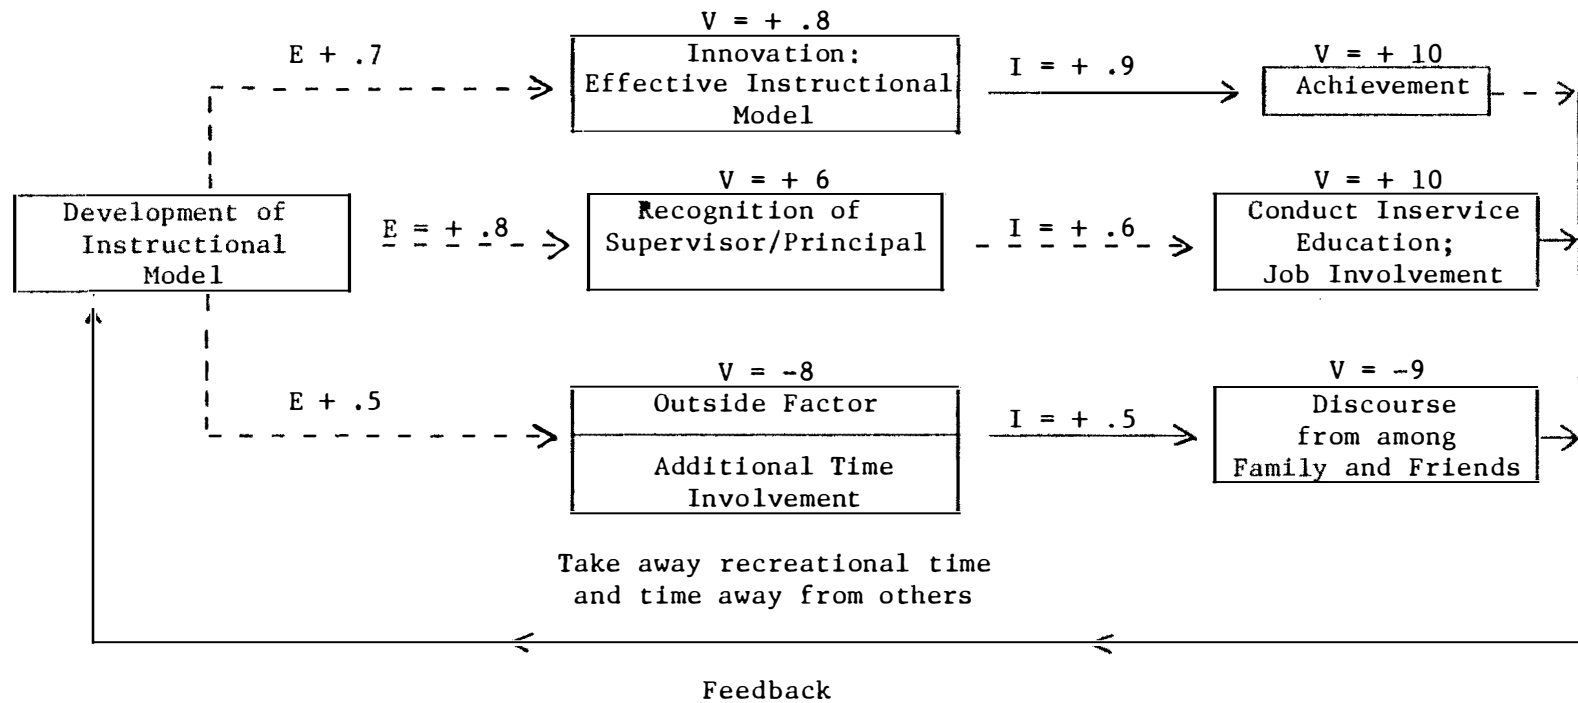 V = + .8
E + .7
Innovation:
Effective Instructional
Model
I = + .9
V = + 10
Achievement
Development of
Instructional
Model
E = + .8
V = + 6
Recognition of
Supervisor/Principal
I = + .6
V = + 10
Conduct Inservice
Education;
Job Involvement
E + .5
V = -8
Outside Factor
Additional Time
Involvement
I = + .5
V = -9
Discourse
from among
Family and Friends
Take away recreational time
and time away from others
Feedback